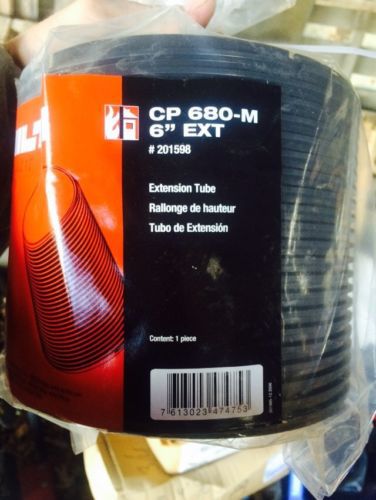 CP 680-M
6” EXT
# 201598
Extension Tube
Rallonge de hauteur
Tubo de Extensión
Content: 1 piece
7 613023 474753